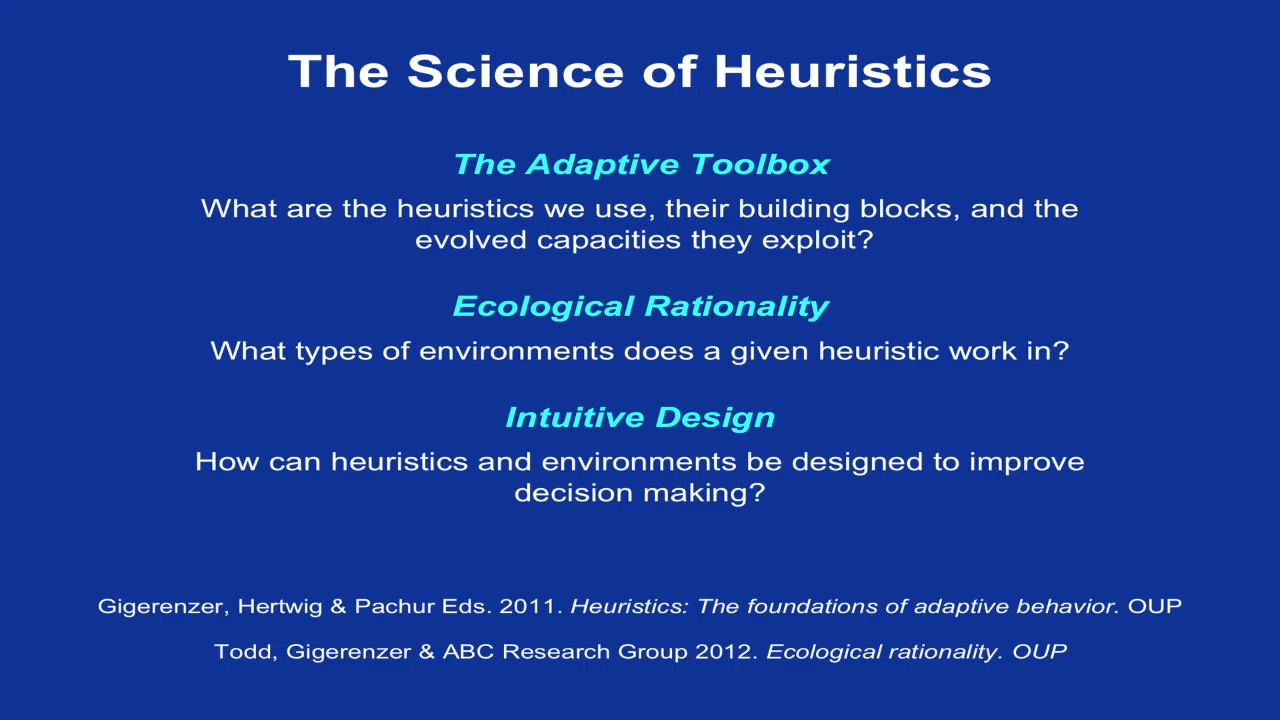 The Science of Heuristics
The Adaptive Toolbox
What are the heuristics we use, their building blocks, and the
evolved capacities they exploit?
Ecological Rationality
What types of environments does a given heuristic work in?
Intuitive Design
How can heuristics and environments be designed to improve
decision making?
Gigerenzer, Hertwig & Pachur Eds. 2011. Heuristics: The foundations of adaptive behavior. OUP
Todd, Gigerenzer & ABC Research Group 2012. Ecological rationality. OUP